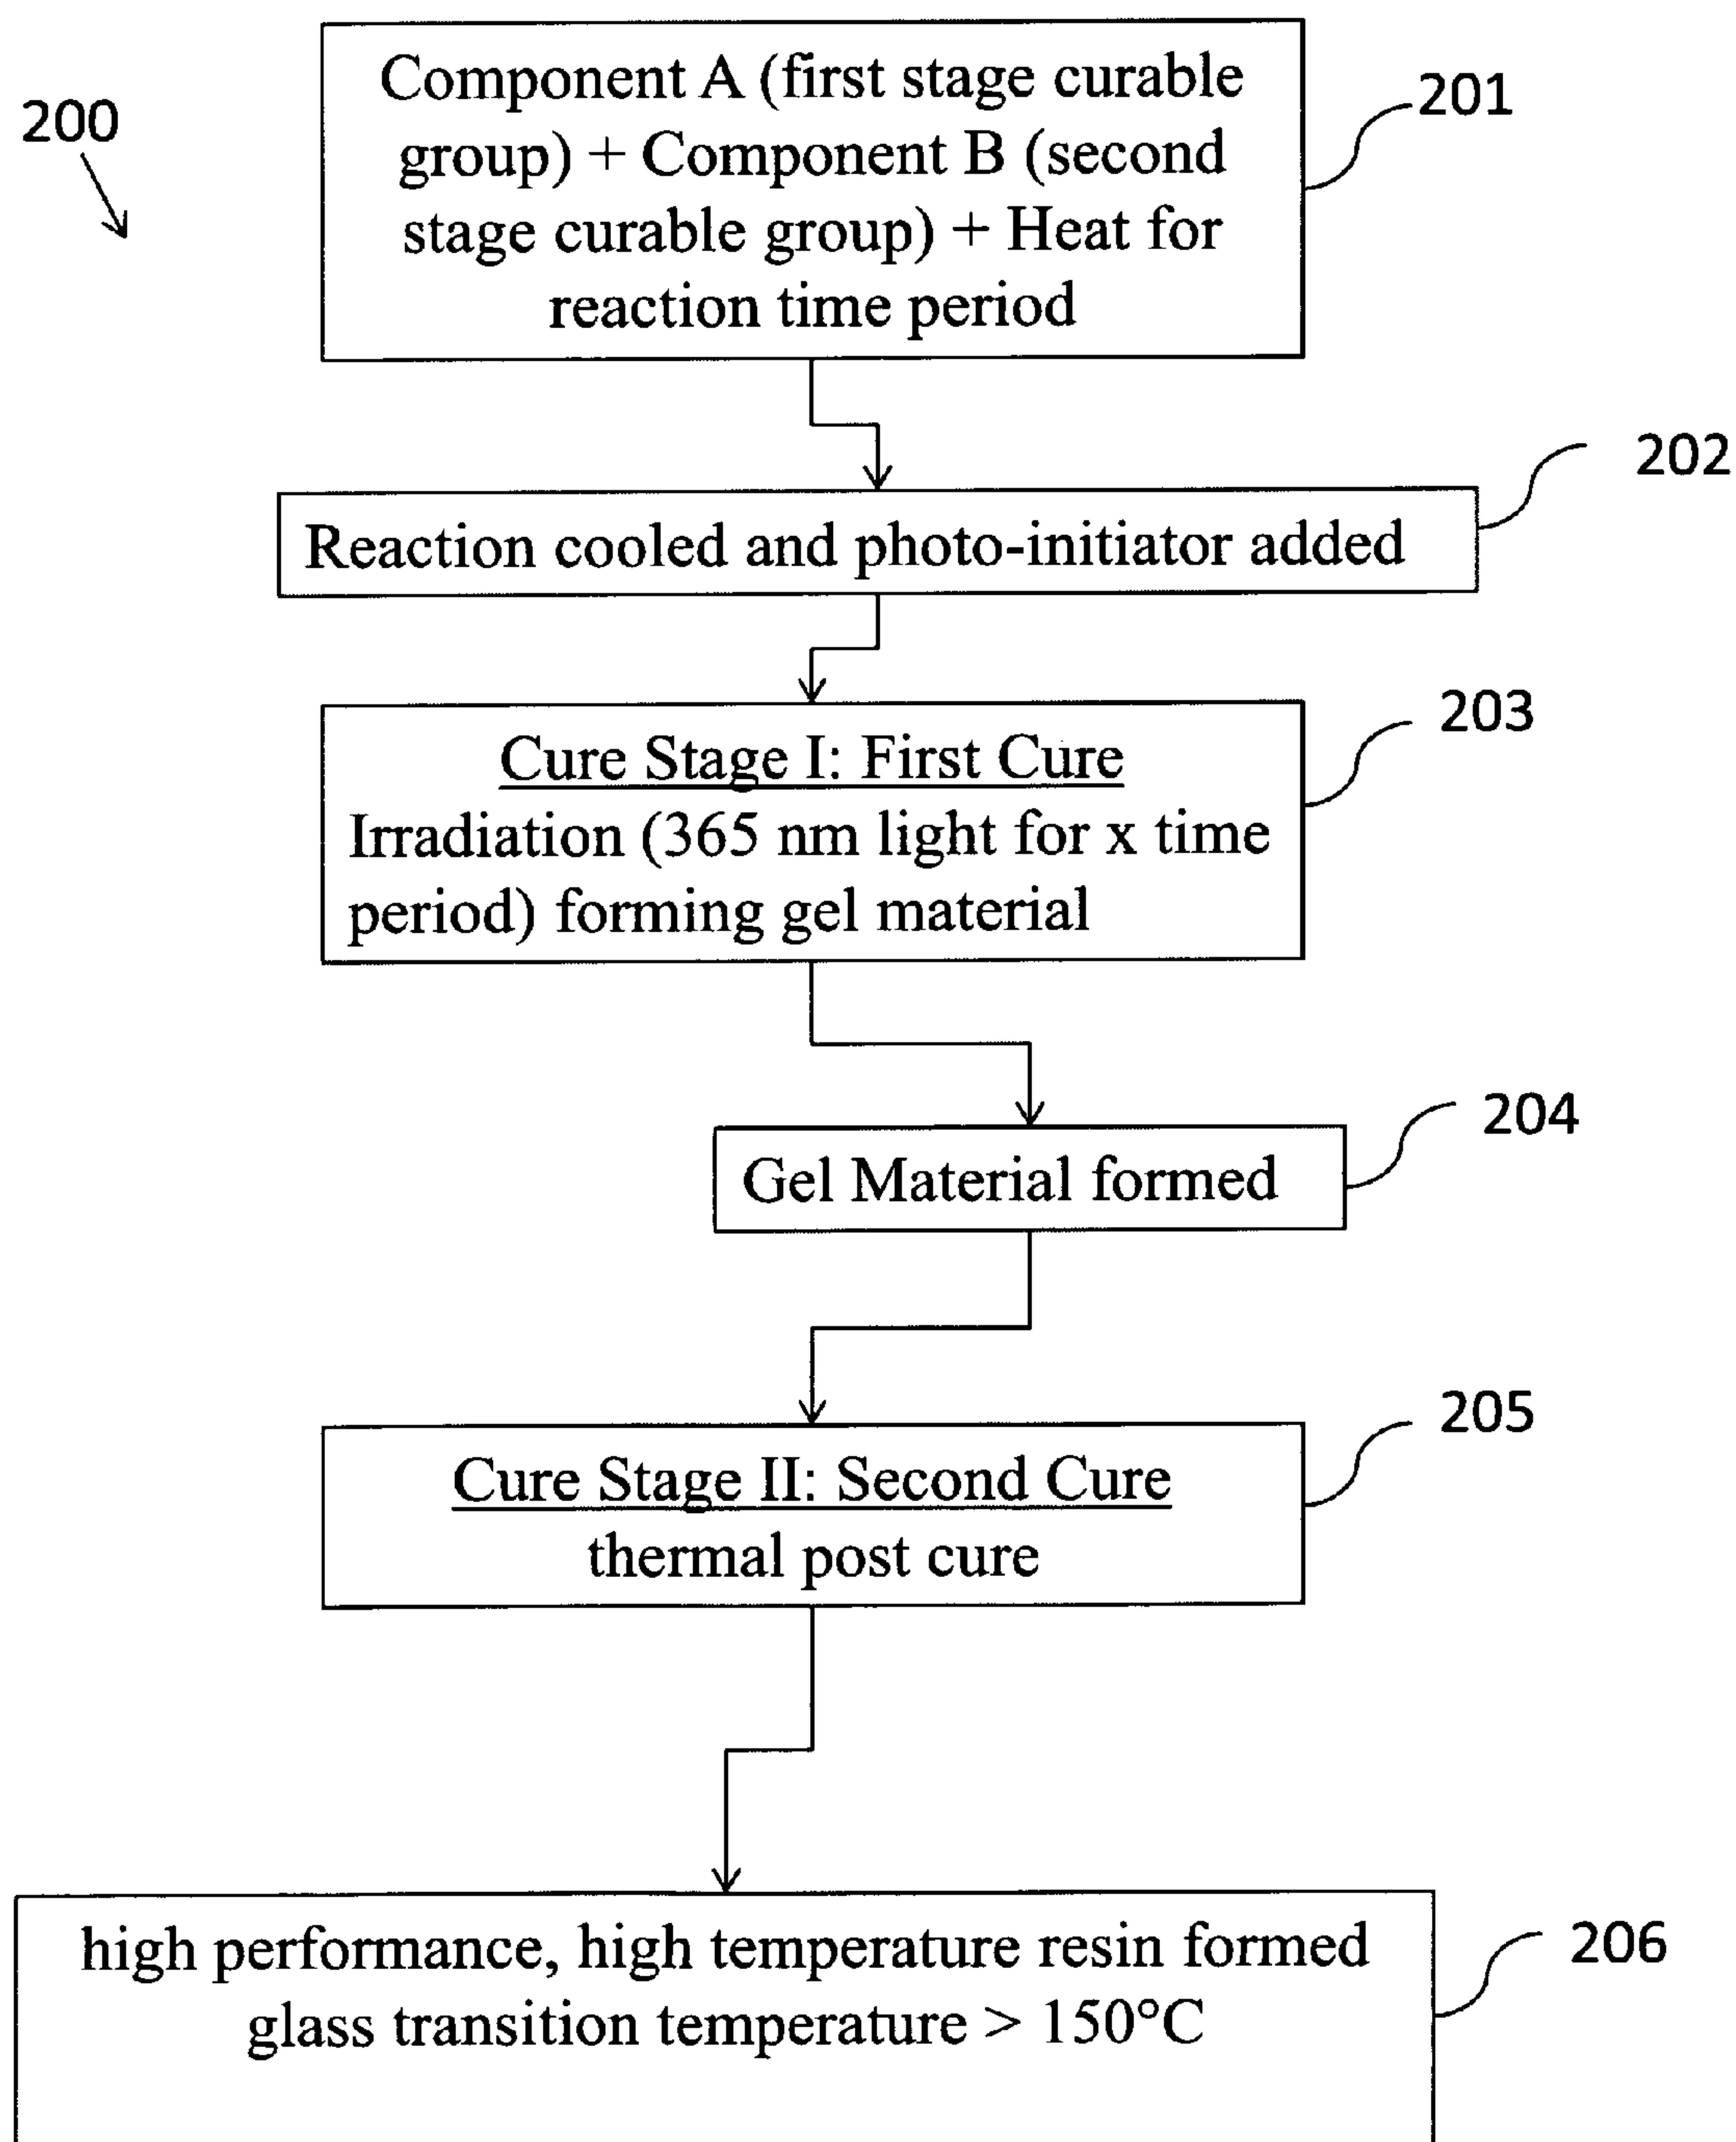 200
Component A (first stage curable
group) + Component B (second
stage curable group) + Heat for
reaction time period
201
Reaction cooled and photo-initiator added
202
Cure Stage I: First Cure
Irradiation (365 nm light for x time
period) forming gel material
203
Gel Material formed
204
Cure Stage II: Second Cure
thermal post cure
205
high performance, high temperature resin formed
glass transition temperature > 150°C
206